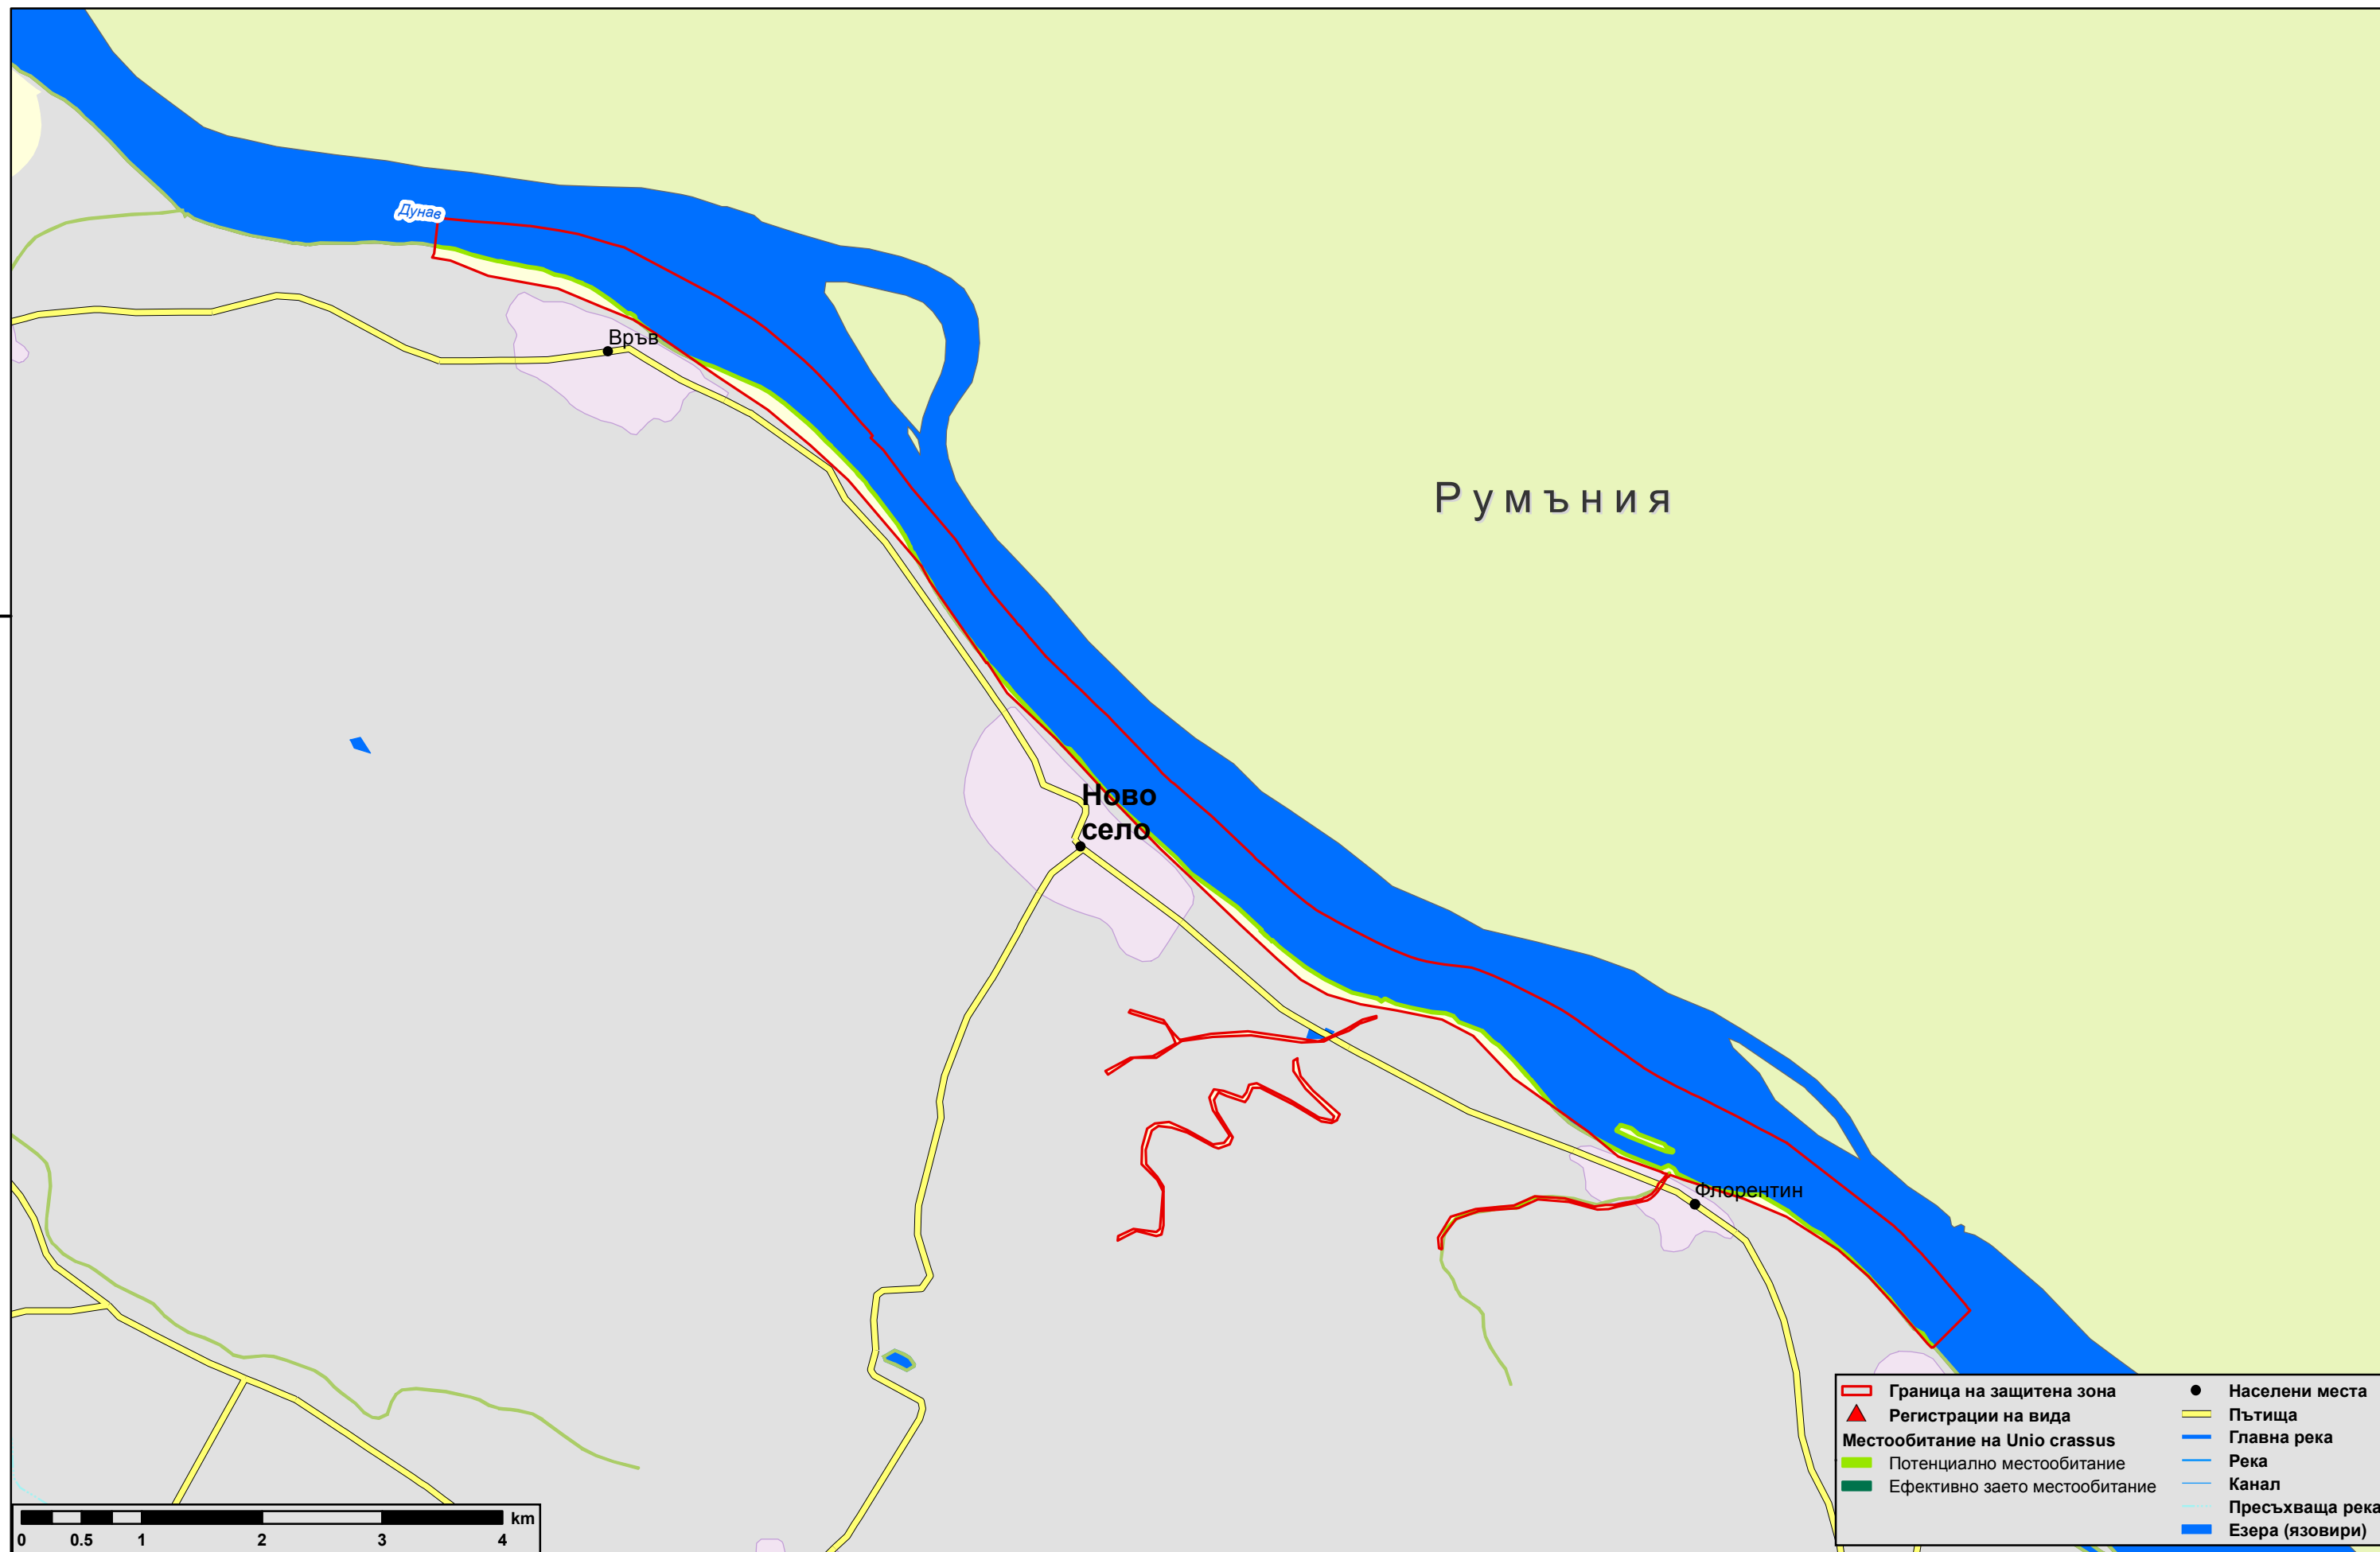 Дунав
Връв
Румъния
Ново
село
Флорентин
Граница на защитена зона
Регистрации на вида
Местообитание на Unio crassus
Потенциално местообитание
Ефективно заето местообитание
Населени места
Пътища
Главна река
Река
Канал
Пресъхваща река
Езера (язовири)
km
0 0.5 1 2 3 4